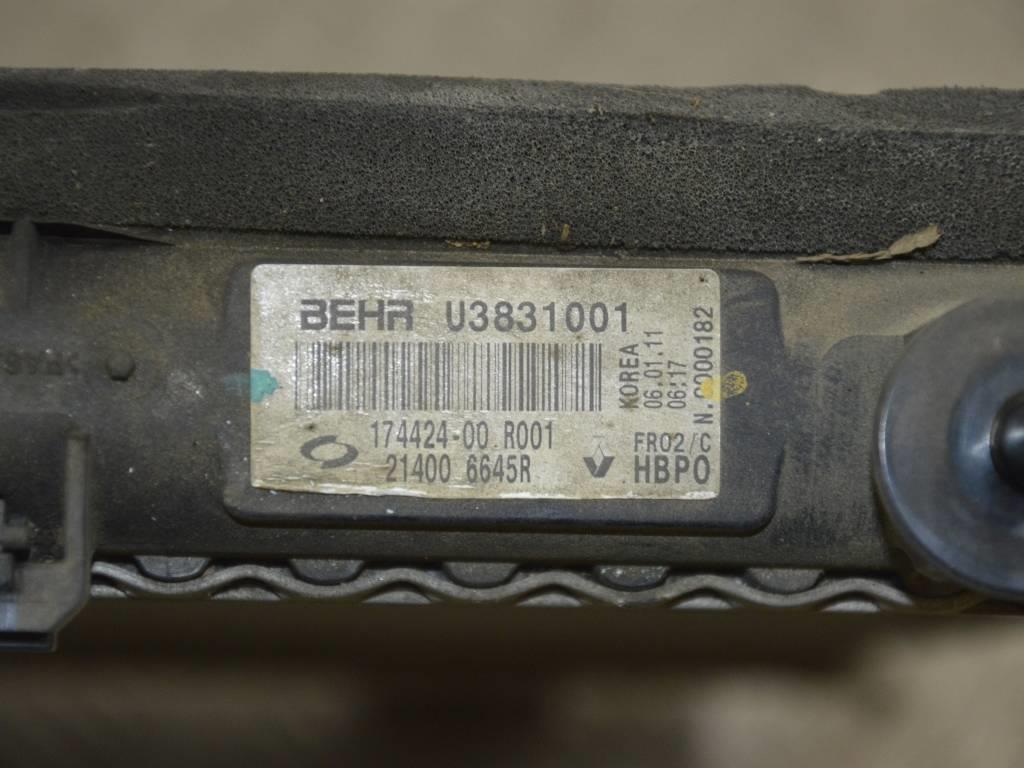 BEHR U3831001
KOREA
06.01.11
06:17
N.0000182
174424-00 R001
21400 6645R
FR02/C
HBPO